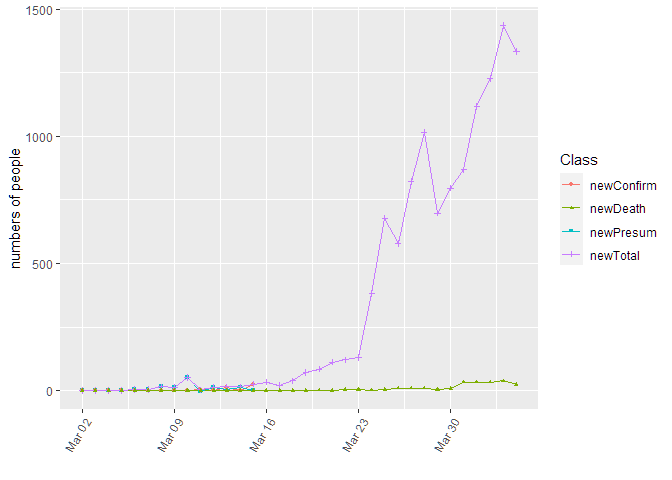 1500
1000
500
0
numbers of people
Mar 02
Mar 09
Mar 16
Mar 23
Mar 30
Class
newConfirm
newDeath
newPresum
newTotal